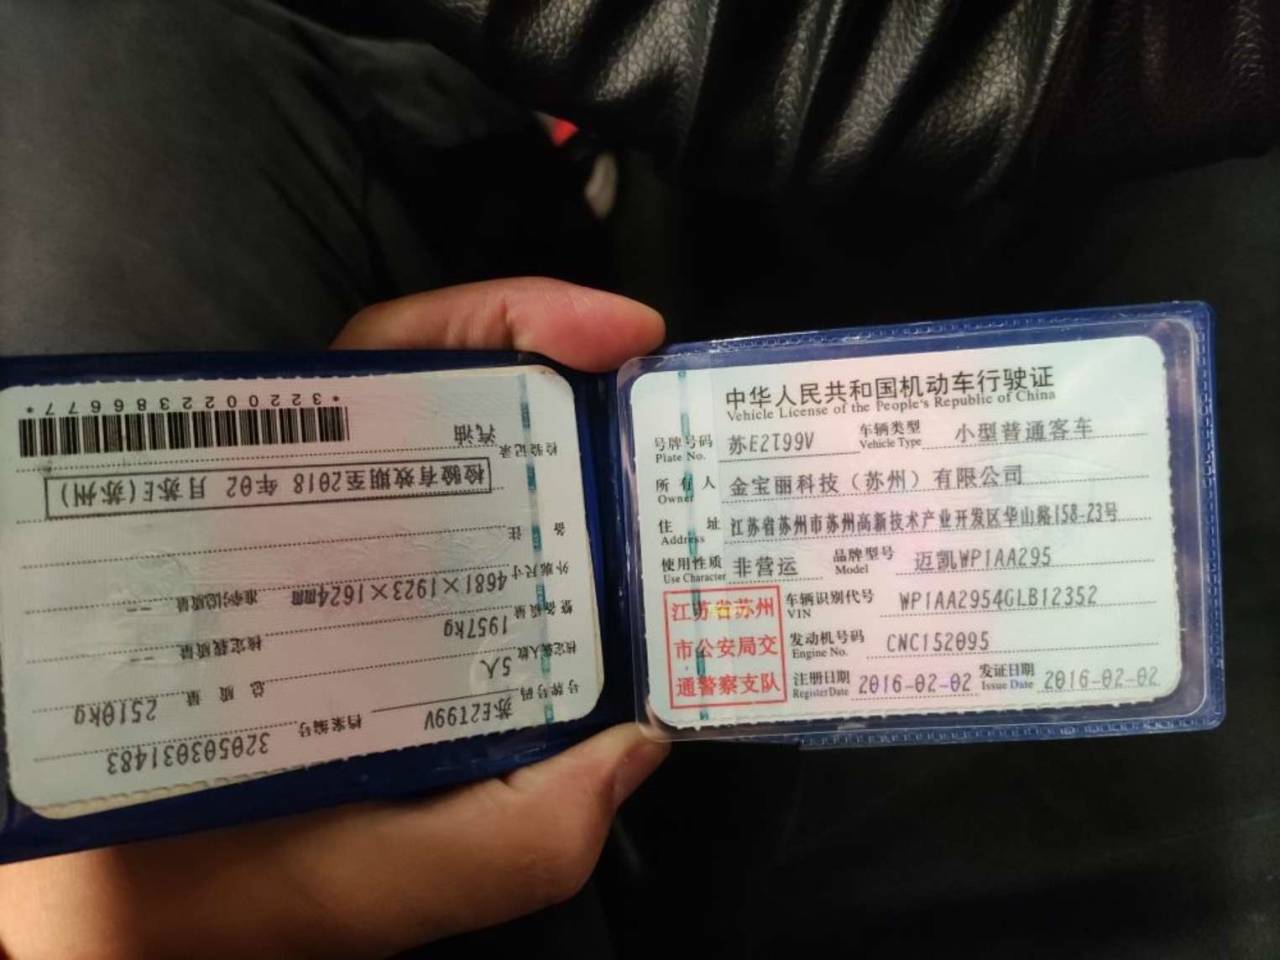 中华人民共和国机动车行驶证
Vehicle License of the People's Republic of China
号牌号码 Plate No. 苏E2T99V 车辆类型 Vehicle Type 小型普通客车
所有人 Owner 金宝丽科技（苏州）有限公司
住址 Address 江苏省苏州市苏州高新技术产业开发区华山路158-23号
使用性质 Use Character 非营运 品牌型号 Model 迈凯WP1AA295
车辆识别代号 VIN WP1AA2954GLB12352
发动机号码 Engine No. CNC152095
注册日期 Register Date 2016-02-02 发证日期 Issue Date 2016-02-02
江苏省苏州
市公安局交
通警察支队
号牌号码 苏E2T99V 档案编号 320503031483
核定载人数 5人 总质量 2510kg
整备质量 1957kg 核定载质量 --
外廓尺寸 4681×1923×1624mm 准牵引总质量 --
备注
检验有效期至2018年02月苏E(苏州)
检验记录
汽油
*3220022386677*